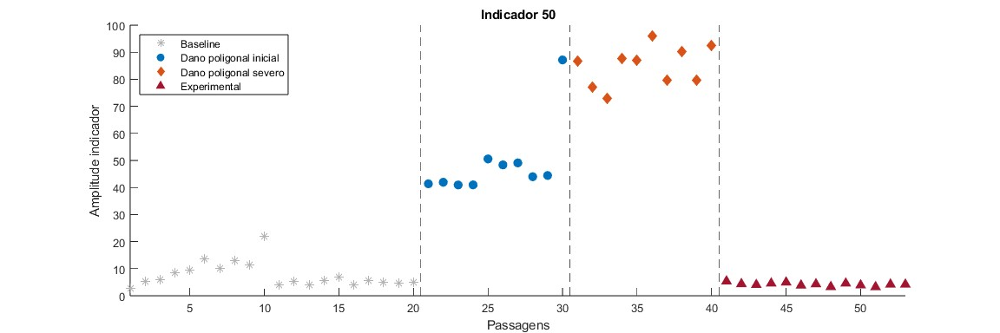 Indicador 50
Baseline
Dano poligonal inicial
Dano poligonal severo
Experimental
Amplitude indicador
100
90
80
70
60
50
40
30
20
10
0
5 10 15 20 25 30 35 40 45 50
Passagens